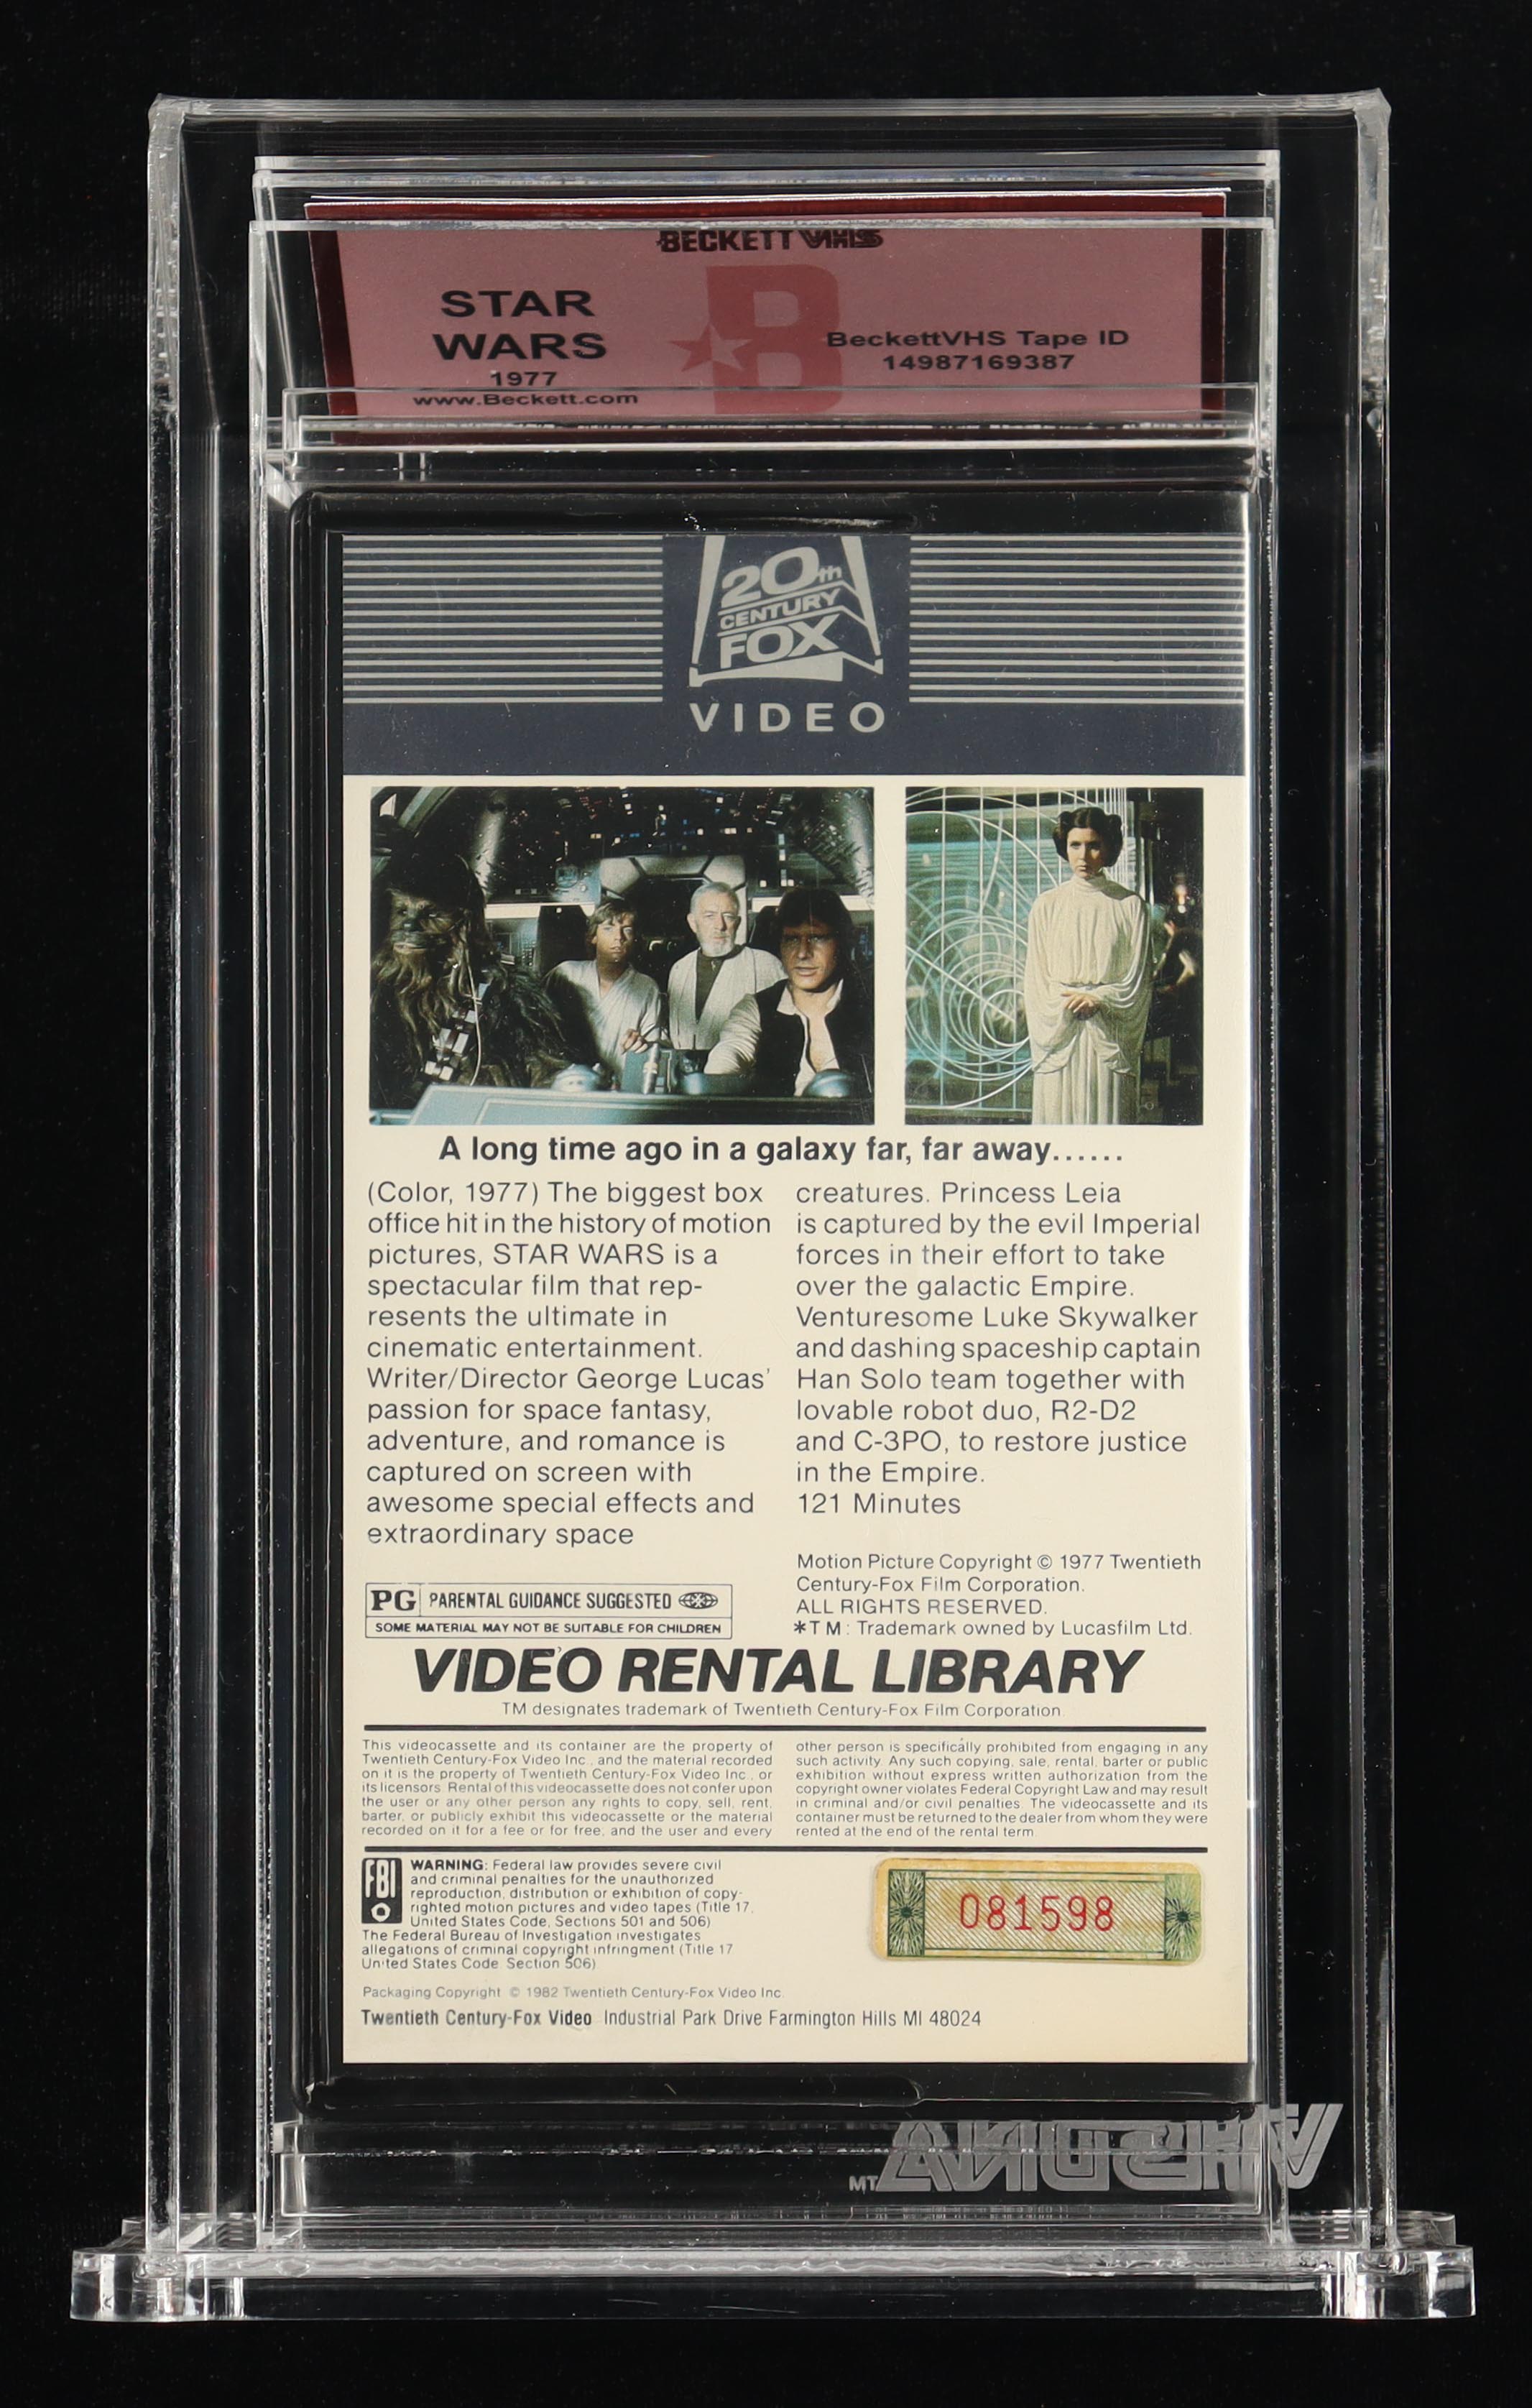 BECKETT VHS
STAR
WARS
1977
www.Beckett.com
BeckettVHS Tape ID
14987169387
20th
CENTURY
FOX
VIDEO
A long time ago in a galaxy far, far away......
(Color, 1977) The biggest box
office hit in the history of motion
pictures, STAR WARS is a
spectacular film that rep-
resents the ultimate in
cinematic entertainment.
Writer/Director George Lucas'
passion for space fantasy,
adventure, and romance is
captured on screen with
awesome special effects and
extraordinary space
creatures. Princess Leia
is captured by the evil Imperial
forces in their effort to take
over the galactic Empire.
Venturesome Luke Skywalker
and dashing spaceship captain
Han Solo team together with
lovable robot duo, R2-D2
and C-3PO, to restore justice
in the Empire.
121 Minutes
Motion Picture Copyright © 1977 Twentieth
Century-Fox Film Corporation.
ALL RIGHTS RESERVED.
*TM: Trademark owned by Lucasfilm Ltd.
PG PARENTAL GUIDANCE SUGGESTED
SOME MATERIAL MAY NOT BE SUITABLE FOR CHILDREN
VIDEO RENTAL LIBRARY
TM designates trademark of Twentieth Century-Fox Film Corporation.
This videocassette and its container are the property of
Twentieth Century-Fox Video Inc., and the material recorded
on it is the property of Twentieth Century-Fox Video Inc., or
its licensors. Rental of this videocassette does not confer upon
the user or any other person any rights to copy, sell, rent,
barter, or publicly exhibit this videocassette or the material
recorded on it for a fee or for free, and the user and every
other person is specifically prohibited from engaging in any
such activity. Any such copying, sale, rental, barter or public
exhibition without express written authorization from the
copyright owner violates Federal Copyright Law and may result
in criminal and/or civil penalties. The videocassette and its
container must be returned to the dealer from whom they were
rented at the end of the rental term.
FBI
WARNING: Federal law provides severe civil
and criminal penalties for the unauthorized
reproduction, distribution or exhibition of copy-
righted motion pictures and video tapes (Title 17,
United States Code, Sections 501 and 506)
The Federal Bureau of Investigation investigates
allegations of criminal copyright infringment (Title 17
United States Code, Section 506)
081598
Packaging Copyright © 1982 Twentieth Century-Fox Video Inc.
Twentieth Century-Fox Video Industrial Park Drive Farmington Hills MI 48024
VHSDNA TM